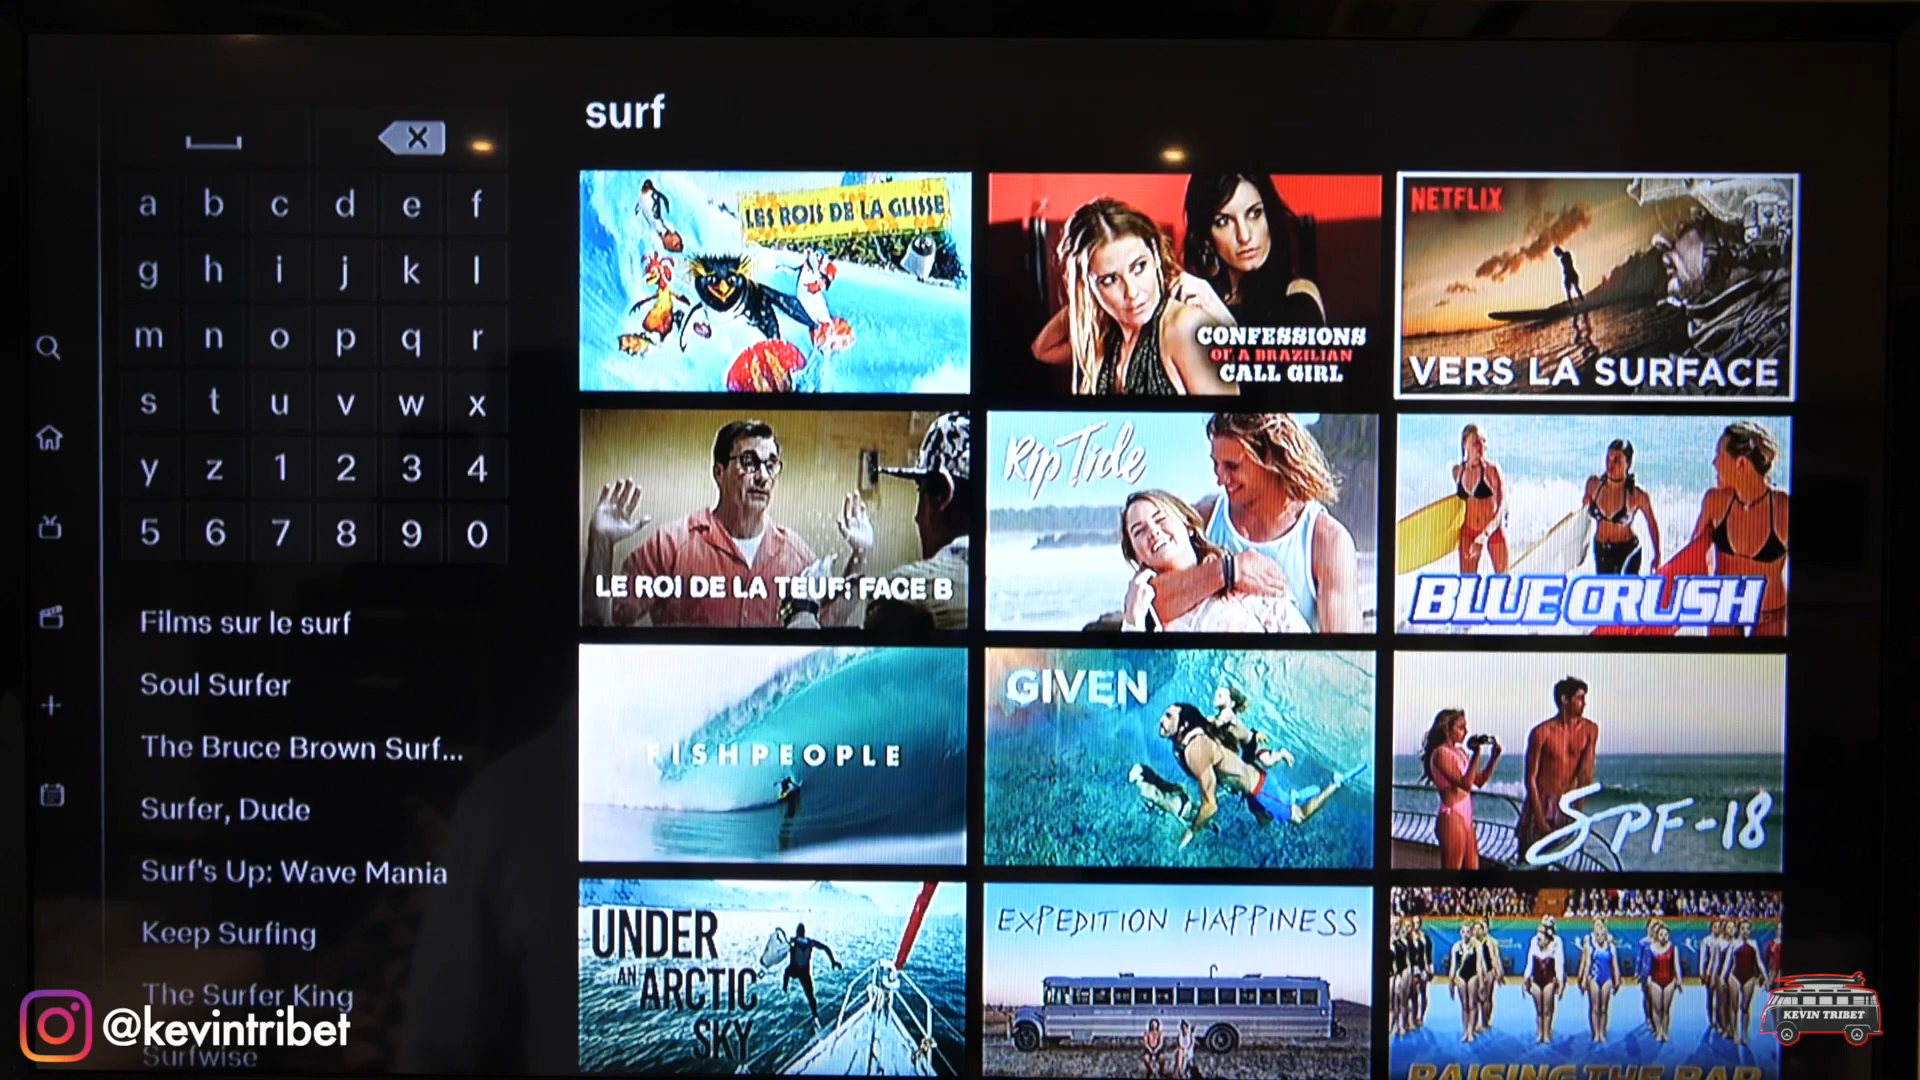 surf
a b c d e f
g h i j k l
m n o p q r
s t u v w x
y z 1 2 3 4
5 6 7 8 9 0
Films sur le surf
Soul Surfer
The Bruce Brown Surf...
Surfer, Dude
Surf's Up: Wave Mania
Keep Surfing
The Surfer King
Surfwise
LES ROIS DE LA GLISSE
CONFESSIONS
OF A BRAZILIAN
CALL GIRL
NETFLIX
VERS LA SURFACE
LE ROI DE LA TEUF: FACE B
Rip Tide
BLUE CRUSH
FISHPEOPLE
GIVEN
SPF-18
UNDER
AN ARCTIC
SKY
EXPEDITION HAPPINESS
RAISING THE BAR
@kevintribet
KEVIN TRIBET